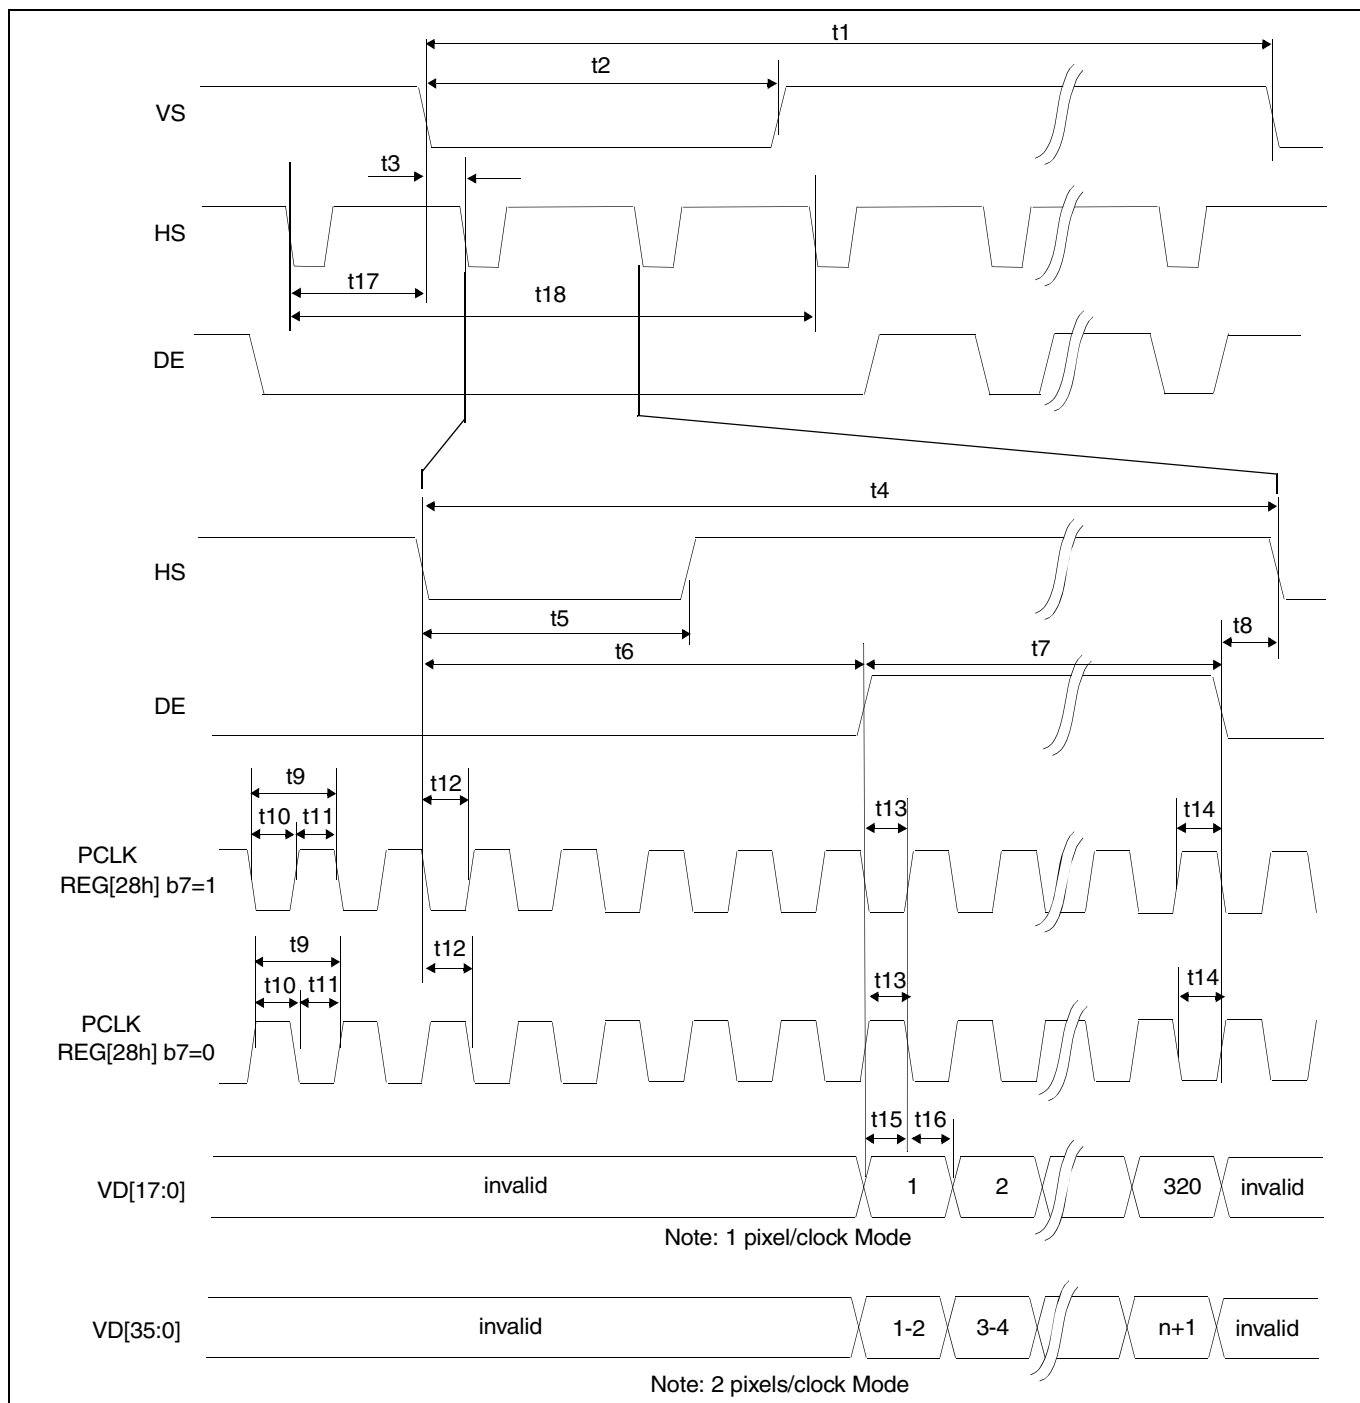 t1
t2
VS
t3
HS
t17
t18
DE
t4
HS
t5
t8
t6
t7
DE
t9
t12
t10
t11
t13
t14
PCLK
REG[28h] b7=1
t9
t12
t10
t11
t13
t14
PCLK
REG[28h] b7=0
t15
t16
VD[17:0]
invalid
1
2
320
invalid
Note: 1 pixel/clock Mode
VD[35:0]
invalid
1-2
3-4
n+1
invalid
Note: 2 pixels/clock Mode